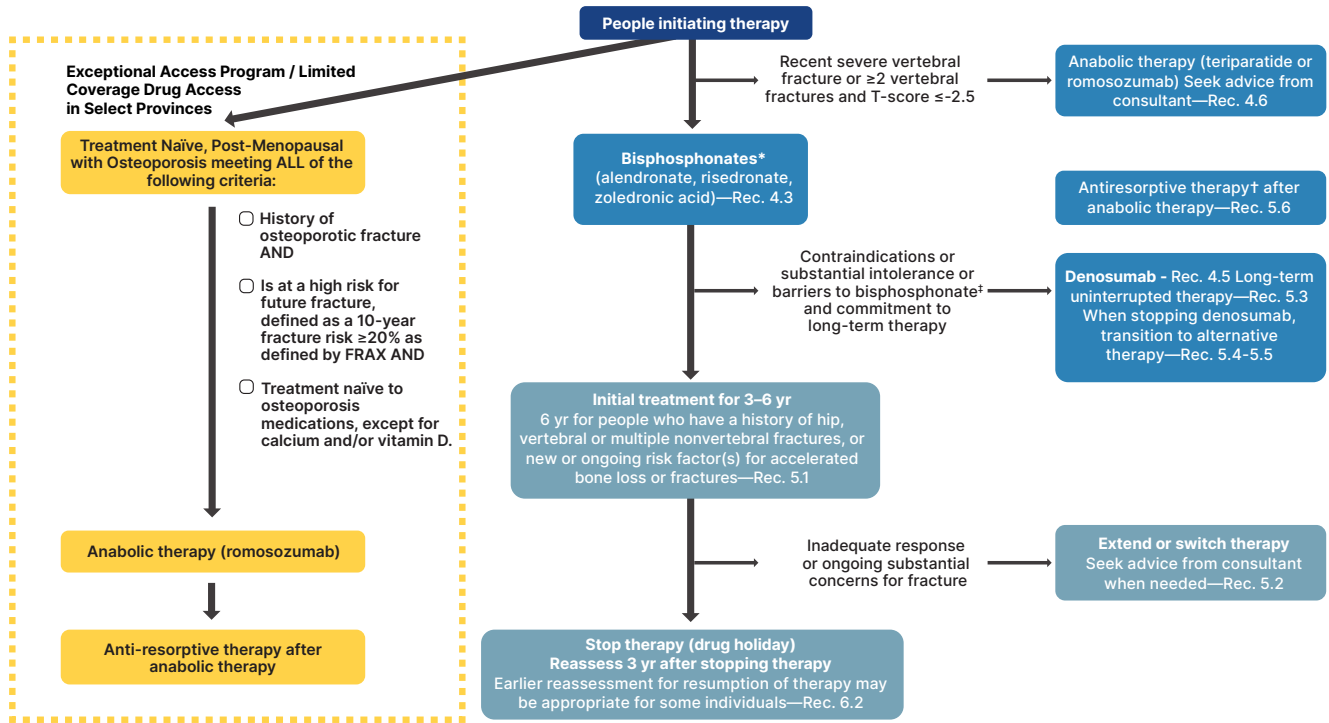 People initiating therapy
Exceptional Access Program / Limited
Coverage Drug Access
in Select Provinces
Treatment Naïve, Post-Menopausal
with Osteoporosis meeting ALL of the
following criteria:
History of
osteoporotic fracture
AND
Is at a high risk for
future fracture,
defined as a 10-year
fracture risk ≥20% as
defined by FRAX AND
Treatment naïve to
osteoporosis
medications, except for
calcium and/or vitamin D.
Anabolic therapy (romosozumab)
Anti-resorptive therapy after
anabolic therapy
Recent severe vertebral
fracture or ≥2 vertebral
fractures and T-score ≤-2.5
Anabolic therapy (teriparatide or
romosozumab) Seek advice from
consultant—Rec. 4.6
Bisphosphonates*
(alendronate, risedronate,
zoledronic acid)—Rec. 4.3
Antiresorptive therapy† after
anabolic therapy—Rec. 5.6
Contraindications or
substantial intolerance or
barriers to bisphosphonate‡
and commitment to
long-term therapy
Denosumab - Rec. 4.5 Long-term
uninterrupted therapy—Rec. 5.3
When stopping denosumab,
transition to alternative
therapy—Rec. 5.4-5.5
Initial treatment for 3–6 yr
6 yr for people who have a history of hip,
vertebral or multiple nonvertebral fractures, or
new or ongoing risk factor(s) for accelerated
bone loss or fractures—Rec. 5.1
Inadequate response
or ongoing substantial
concerns for fracture
Extend or switch therapy
Seek advice from consultant
when needed—Rec. 5.2
Stop therapy (drug holiday)
Reassess 3 yr after stopping therapy
Earlier reassessment for resumption of therapy may
be appropriate for some individuals—Rec. 6.2